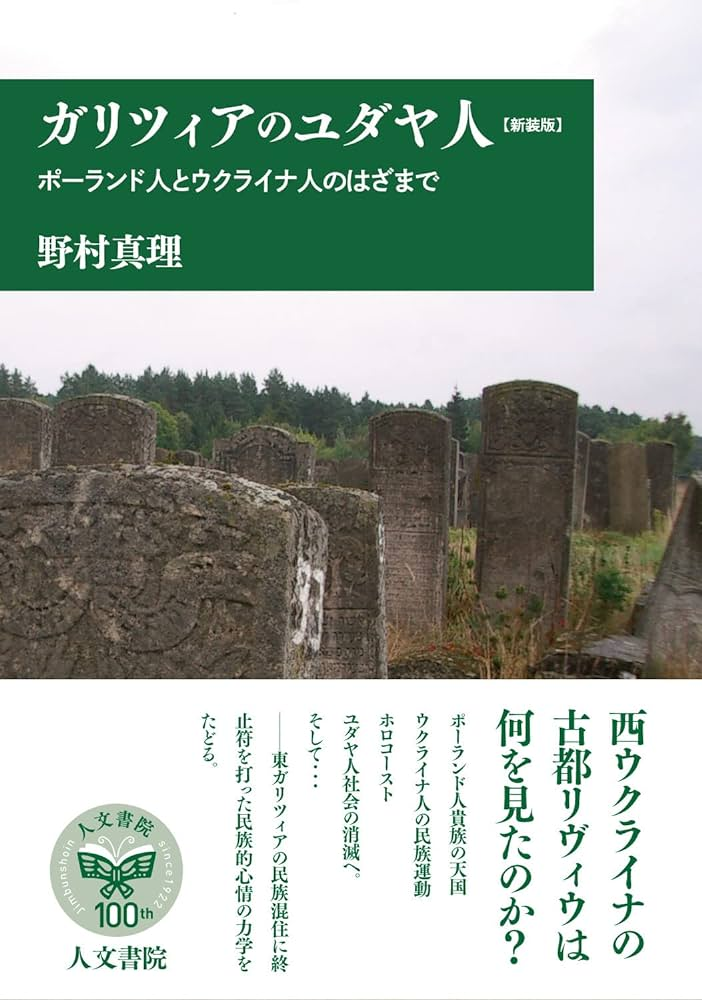 ガリツィアのユダヤ人【新装版】
ポーランド人とウクライナ人のはざまで
野村真理
西ウクライナの
古都リヴィウは
何を見たのか?
ポーランド人貴族の天国
ウクライナ人の民族運動
ホロコースト
ユダヤ人社会の消滅へ。
そして・・・
──東ガリツィアの民族混住に終
止符を打った民族的心情の力学を
たどる。
人文書院
Jimbunshoin
since1922
100th
人文書院